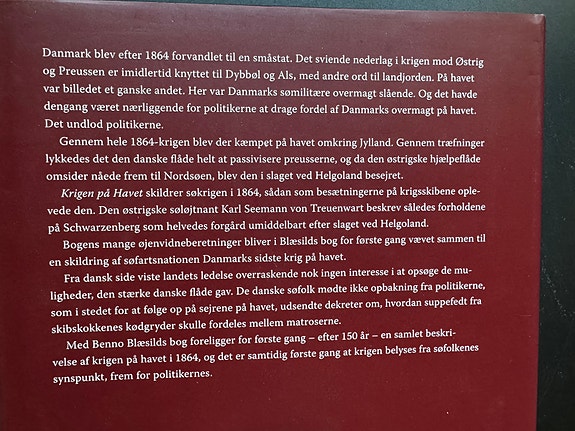 Danmark blev efter 1864 forvandlet til en småstat. Det sviende nederlag i krigen mod Østrig
og Preussen er imidlertid knyttet til Dybbøl og Als, med andre ord til landjorden. På havet
var billedet et ganske andet. Her var Danmarks sømilitære overmagt slående. Og det havde
dengang været nærliggende for politikerne at drage fordel af Danmarks overmagt på havet.
Det undlod politikerne.
Gennem hele 1864-krigen blev der kæmpet på havet omkring Jylland. Gennem træfninger
lykkedes det den danske flåde helt at passivisere preusserne, og da den østrigske hjælpeflåde
omsider nåede frem til Nordsøen, blev den i slaget ved Helgoland besejret.
Krigen på Havet skildrer søkrigen i 1864, sådan som besætningerne på krigsskibene ople-
vede den. Den østrigske søløjtnant Karl Seemann von Treuenwart beskrev således forholdene
på Schwarzenberg som helvedes forgård umiddelbart efter slaget ved Helgoland.
Bogens mange øjenvidneberetninger bliver i Blæsilds bog for første gang vævet sammen til
en skildring af søfartsnationen Danmarks sidste krig på havet.
Fra dansk side viste landets ledelse overraskende nok ingen interesse i at opsøge de mu-
ligheder, den stærke danske flåde gav. De danske søfolk mødte ikke opbakning fra politikerne,
som i stedet for at følge op på sejrene på havet, udsendte dekreter om, hvordan suppefedt fra
skibskokkenes kødgryder skulle fordeles mellem matroserne.
Med Benno Blæsilds bog foreligger for første gang – efter 150 år – en samlet beskri-
velse af krigen på havet i 1864, og det er samtidig første gang at krigen belyses fra søfolkenes
synspunkt, frem for politikernes.